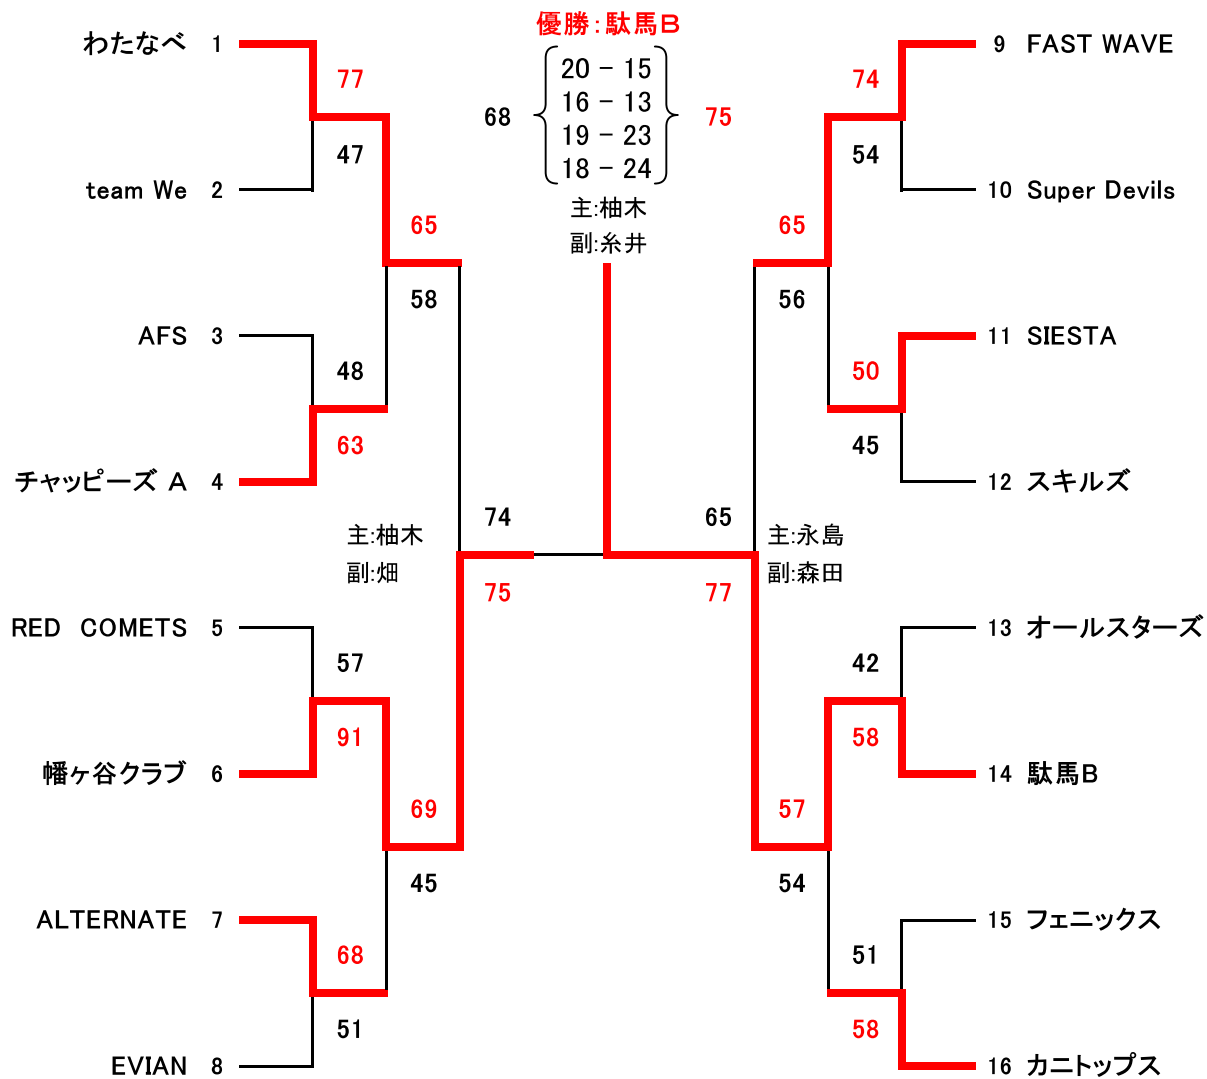 優勝：駄馬B
わたなべ 1
9 FAST WAVE
77
20 － 15
16 － 13
19 － 23
18 － 24
68
75
74
47
54
team We 2
10 Super Devils
主:柚木
副:糸井
65
65
58
56
AFS 3
11 SIESTA
48
50
63
45
チャッピーズ A 4
12 スキルズ
74
65
主:柚木
副:畑
主:永島
副:森田
75
77
RED COMETS 5
13 オールスターズ
57
42
91
58
幡ヶ谷クラブ 6
14 駄馬B
69
57
45
54
ALTERNATE 7
15 フェニックス
68
51
51
58
EVIAN 8
16 カニトップス